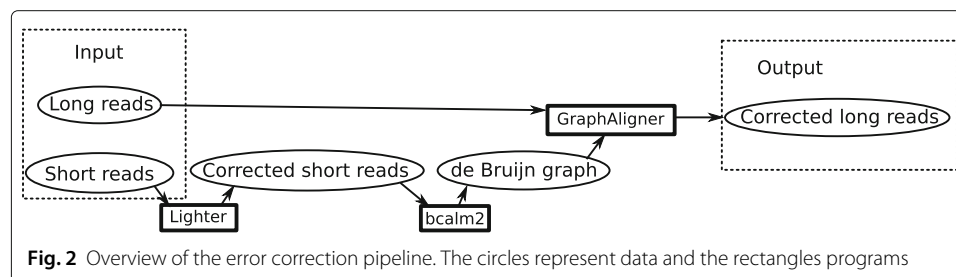 Input
Output
Long reads
GraphAligner
Corrected long reads
Short reads
Corrected short reads
de Bruijn graph
Lighter
bcalm2
Fig. 2 Overview of the error correction pipeline. The circles represent data and the rectangles programs